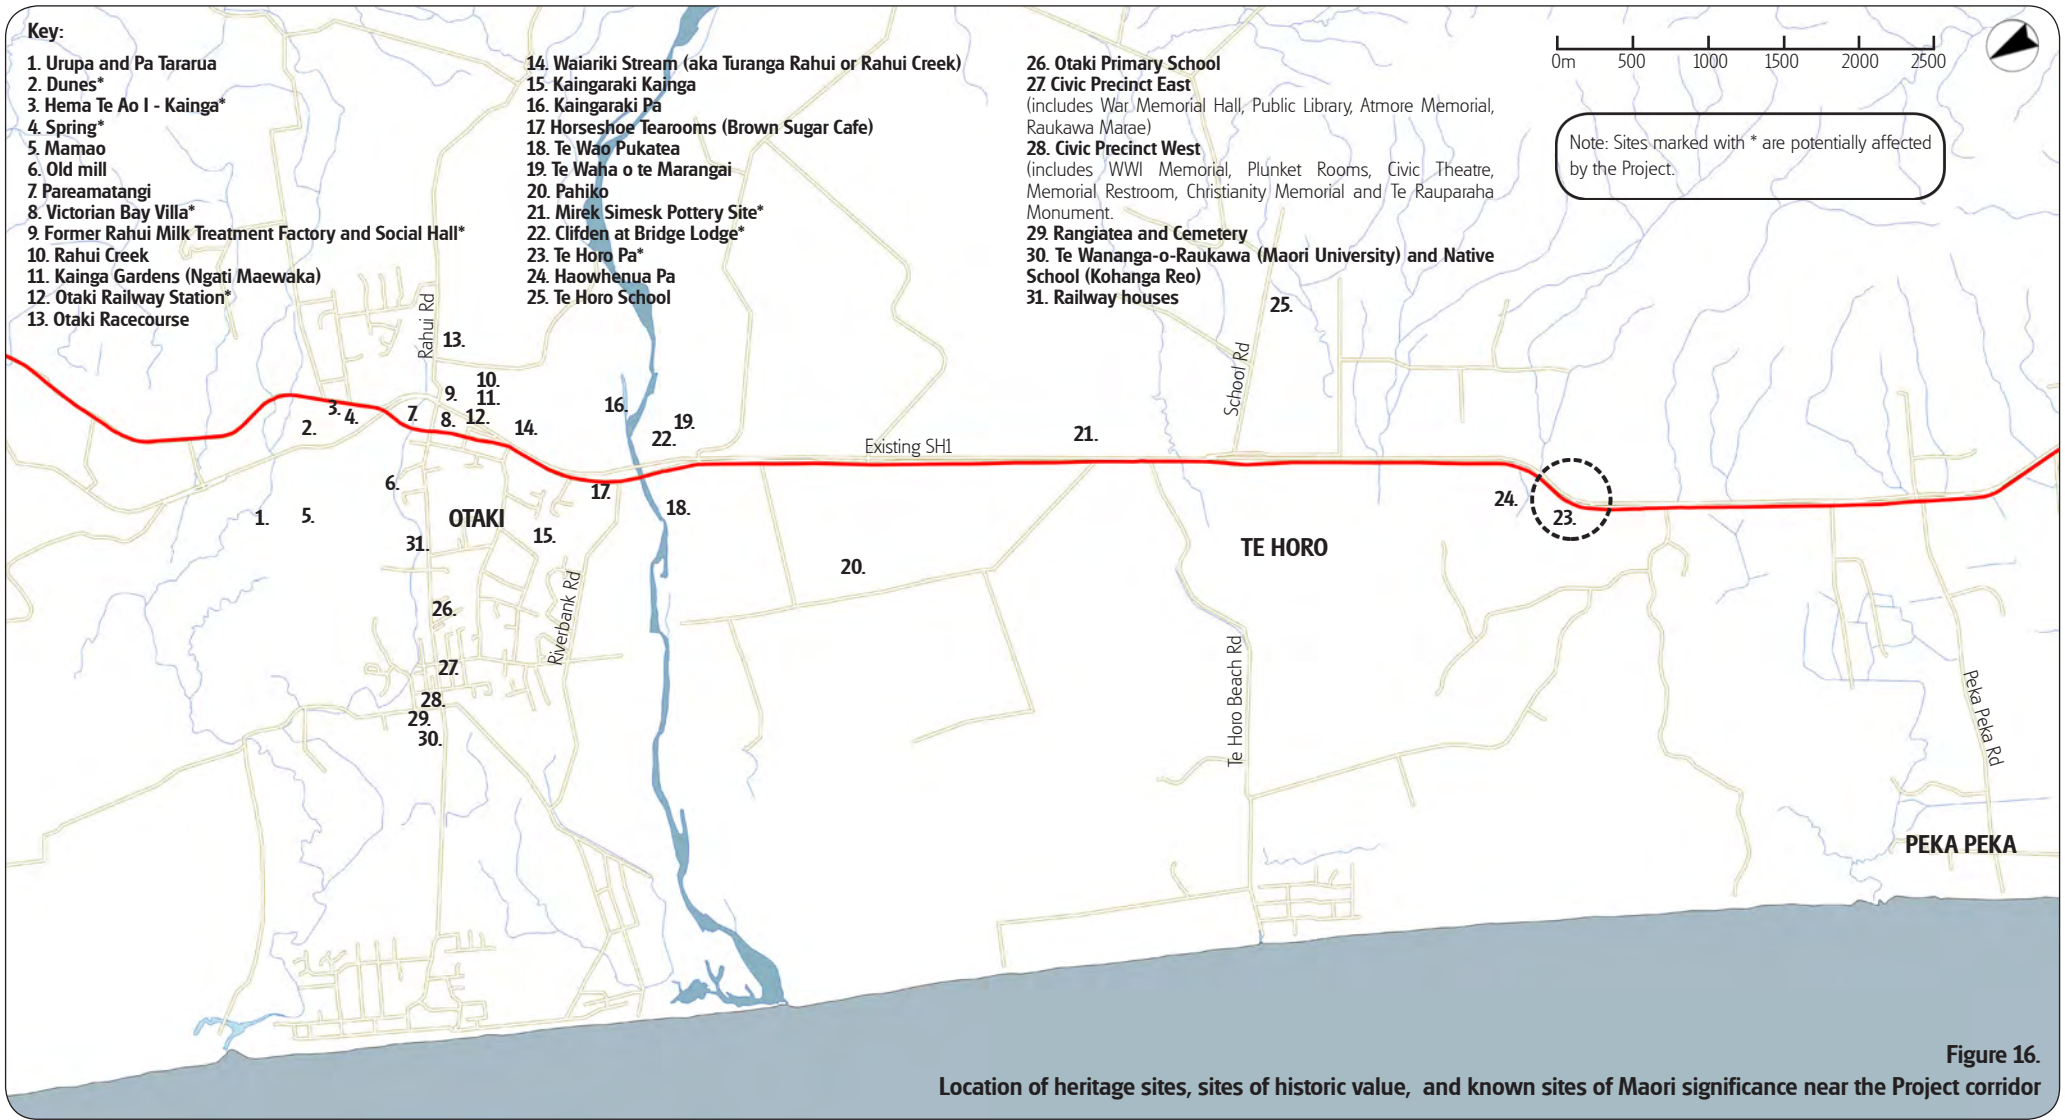 Key:
1. Urupa and Pa Tararua
2. Dunes*
3. Hema Te Ao I - Kainga*
4. Spring*
5. Mamao
6. Old mill
7. Pareamatangi
8. Victorian Bay Villa*
9. Former Rahui Milk Treatment Factory and Social Hall*
10. Rahui Creek
11. Kainga Gardens (Ngati Maewaka)
12. Otaki Railway Station*
13. Otaki Racecourse
14. Waiariki Stream (aka Turanga Rahui or Rahui Creek)
15. Kaingaraki Kainga
16. Kaingaraki Pa
17. Horseshoe Tearooms (Brown Sugar Cafe)
18. Te Wao Pukatea
19. Te Waha o te Marangai
20. Pahiko
21. Mirek Simesk Pottery Site*
22. Clifden at Bridge Lodge*
23. Te Horo Pa*
24. Haowhenua Pa
25. Te Horo School
26. Otaki Primary School
27. Civic Precinct East
(includes War Memorial Hall, Public Library, Atmore Memorial,
Raukawa Marae)
28. Civic Precinct West
(includes WWI Memorial, Plunket Rooms, Civic Theatre,
Memorial Restroom, Christianity Memorial and Te Rauparaha
Monument.
29. Rangiatea and Cemetery
30. Te Wananga-o-Raukawa (Maori University) and Native
School (Kohanga Reo)
31. Railway houses
0m 500 1000 1500 2000 2500
Note: Sites marked with * are potentially affected
by the Project.
Rahui Rd
13.
25.
School Rd
10.
9.
11.
3.
4.
7.
8.
12.
2.
14.
16.
19.
22.
21.
Existing SH1
6.
17.
24.
23.
1.
5.
OTAKI
18.
15.
31.
TE HORO
20.
26.
Riverbank Rd
27.
28.
29.
30.
Te Horo Beach Rd
Peka Peka Rd
PEKA PEKA
Figure 16.
Location of heritage sites, sites of historic value, and known sites of Maori significance near the Project corridor